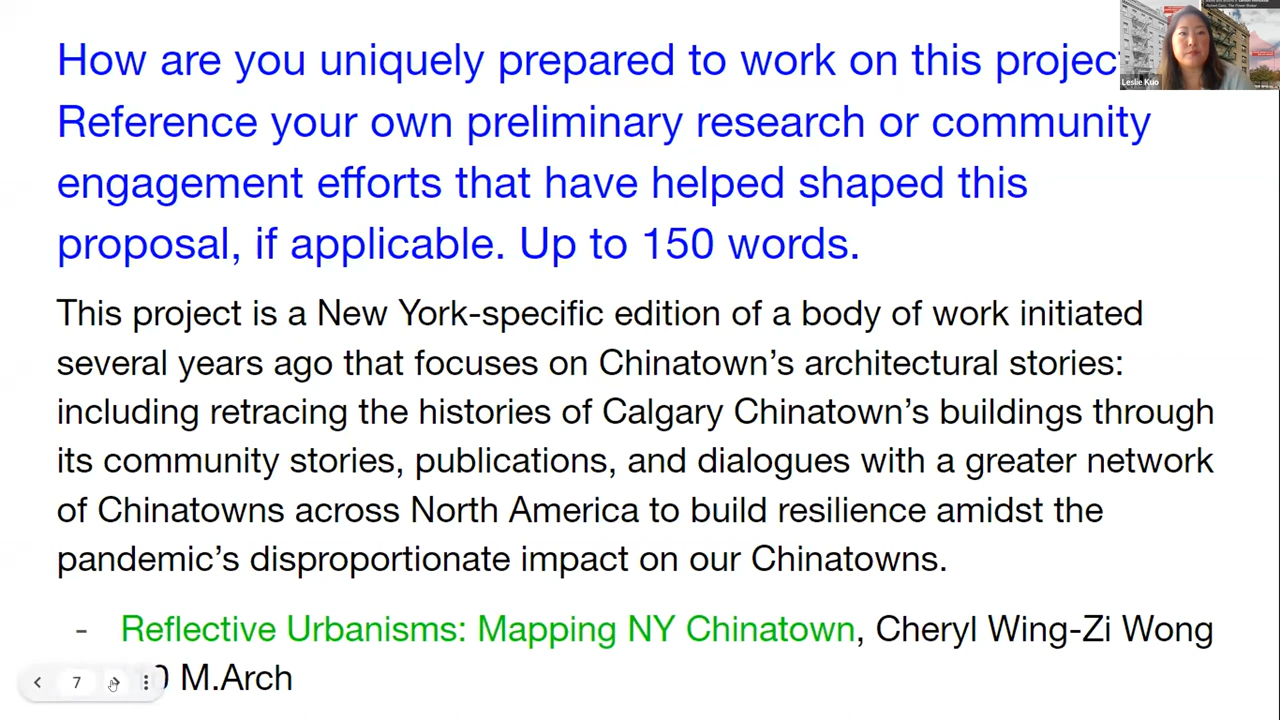 How are you uniquely prepared to work on this projec
Reference your own preliminary research or community
engagement efforts that have helped shaped this
proposal, if applicable. Up to 150 words.
Leslie Kuo
This project is a New York-specific edition of a body of work initiated
several years ago that focuses on Chinatown’s architectural stories:
including retracing the histories of Calgary Chinatown’s buildings through
its community stories, publications, and dialogues with a greater network
of Chinatowns across North America to build resilience amidst the
pandemic’s disproportionate impact on our Chinatowns.
- Reflective Urbanisms: Mapping NY Chinatown, Cheryl Wing-Zi Wong
0 M.Arch
7